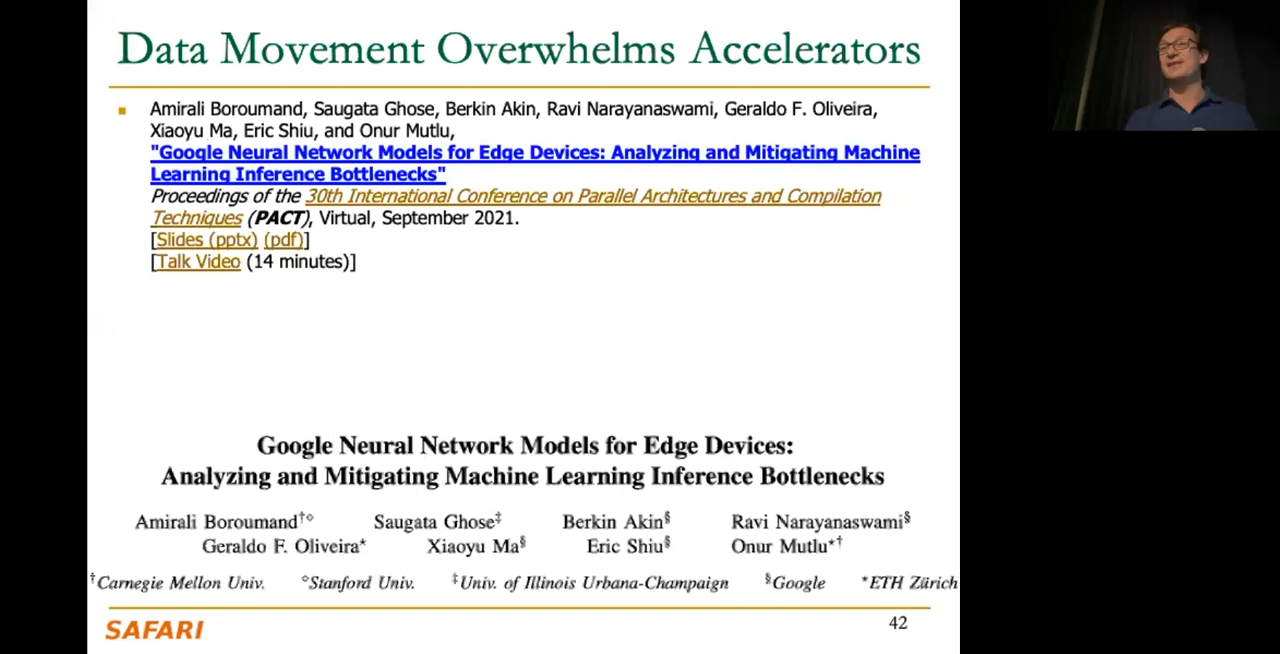 Data Movement Overwhelms Accelerators
Amirali Boroumand, Saugata Ghose, Berkin Akin, Ravi Narayanaswami, Geraldo F. Oliveira,
Xiaoyu Ma, Eric Shiu, and Onur Mutlu,
"Google Neural Network Models for Edge Devices: Analyzing and Mitigating Machine
Learning Inference Bottlenecks"
Proceedings of the 30th International Conference on Parallel Architectures and Compilation
Techniques (PACT), Virtual, September 2021.
[Slides (pptx) (pdf)]
[Talk Video (14 minutes)]
Google Neural Network Models for Edge Devices:
Analyzing and Mitigating Machine Learning Inference Bottlenecks
Amirali Boroumand†◇ Saugata Ghose‡ Berkin Akin§ Ravi Narayanaswami§
Geraldo F. Oliveira* Xiaoyu Ma§ Eric Shiu§ Onur Mutlu*†
†Carnegie Mellon Univ. ◇Stanford Univ. ‡Univ. of Illinois Urbana-Champaign §Google *ETH Zürich
SAFARI
42